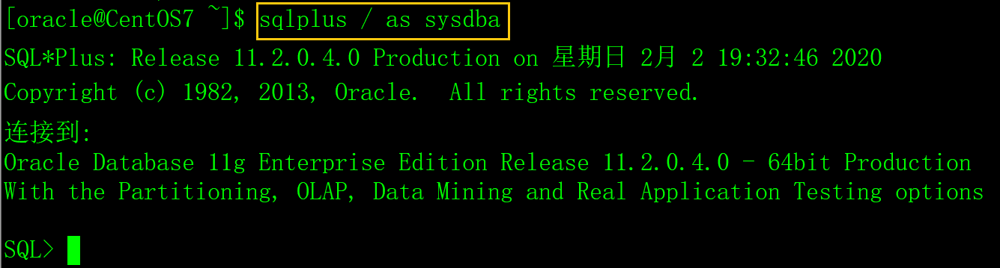 [oracle@CentOS7 ~]$ sqlplus / as sysdba
SQL*Plus: Release 11.2.0.4.0 Production on 星期日 2月 2 19:32:46 2020
Copyright (c) 1982, 2013, Oracle.  All rights reserved.
连接到:
Oracle Database 11g Enterprise Edition Release 11.2.0.4.0 - 64bit Production
With the Partitioning, OLAP, Data Mining and Real Application Testing options
SQL>